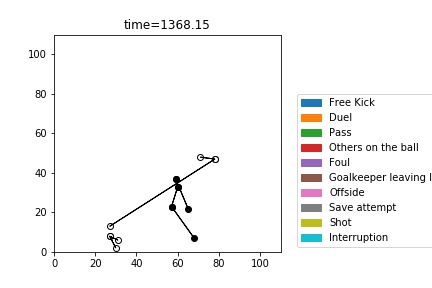 time=1368.15
100
80
60
40
20
0
0 20 40 60 80 100
Free Kick
Duel
Pass
Others on the ball
Foul
Goalkeeper leaving l
Offside
Save attempt
Shot
Interruption